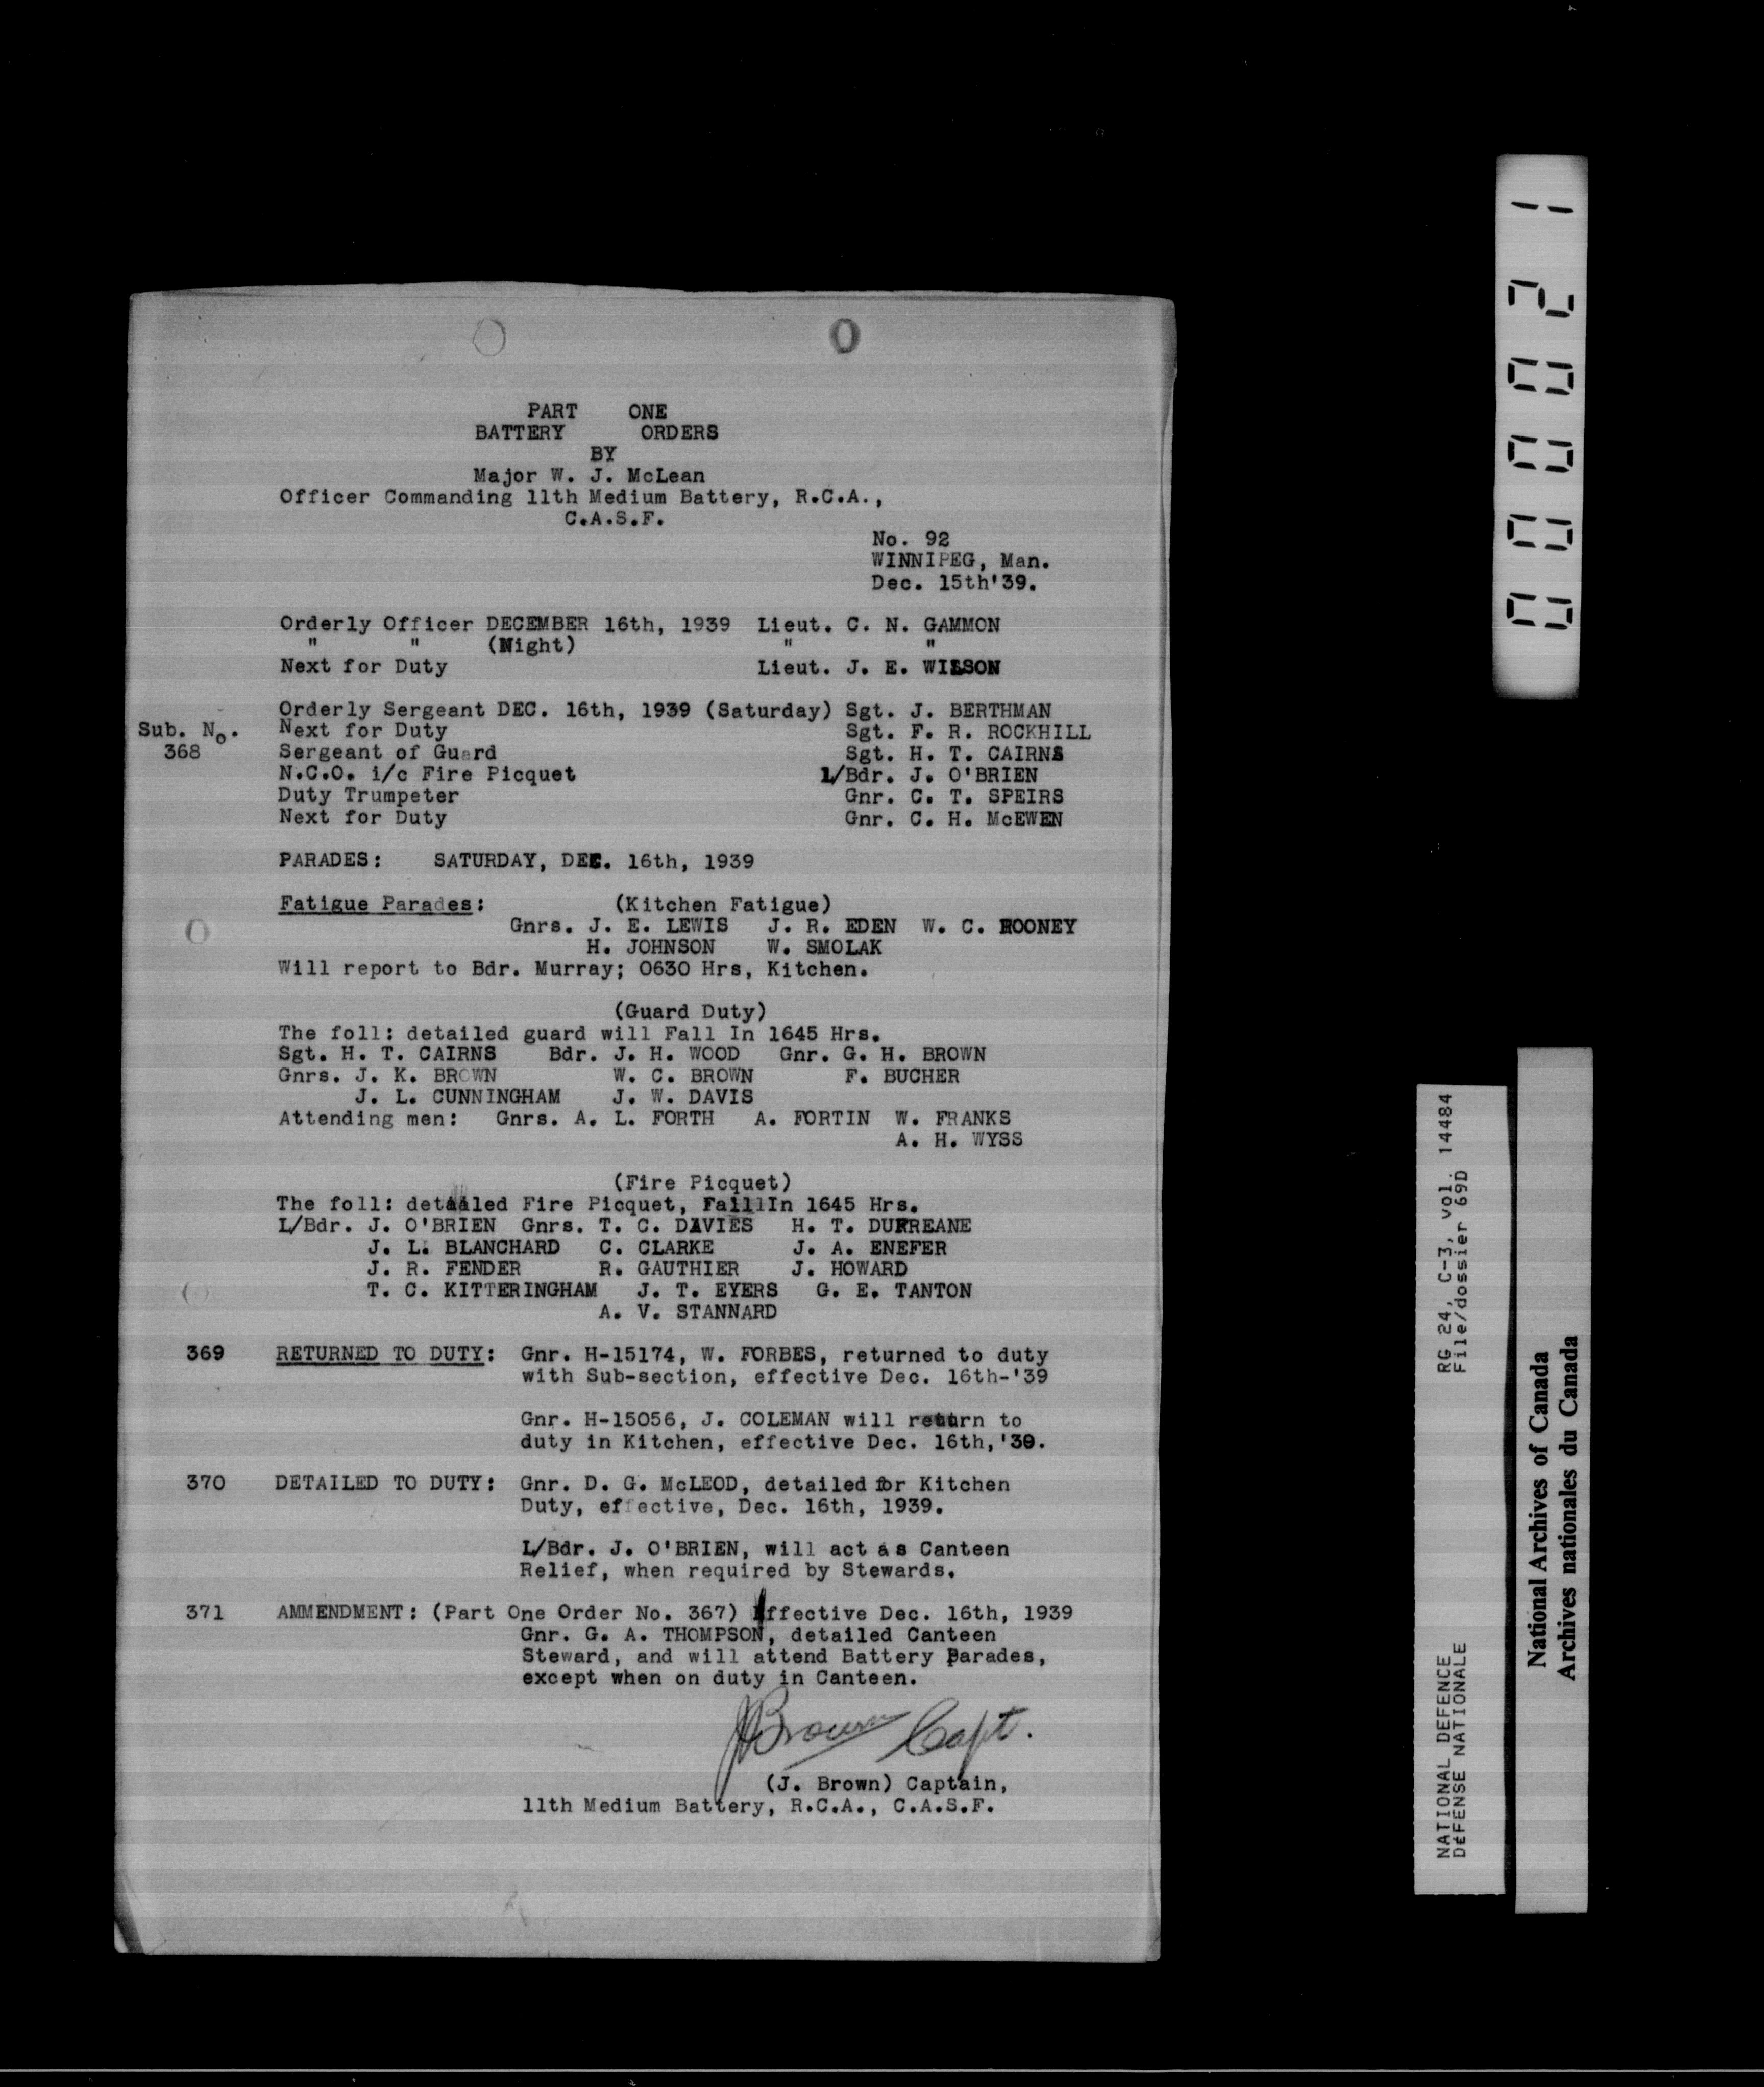 PART ONE
BATTERY ORDERS
BY
Major W. J. McLean
Officer Commanding 11th Medium Battery, R.C.A.,
C.A.S.F.
No. 92
WINNIPEG, Man.
Dec. 15th'39.
Orderly Officer DECEMBER 16th, 1939 Lieut. C. N. GAMMON
" " (Night) " "
Next for Duty Lieut. J. E. WILSON
Orderly Sergeant DEC. 16th, 1939 (Saturday) Sgt. J. BERTHMAN
Sub. No. Next for Duty Sgt. F. R. ROCKHILL
368 Sergeant of Guard Sgt. H. T. CAIRNS
N.C.O. i/c Fire Picquet L/Bdr. J. O'BRIEN
Duty Trumpeter Gnr. C. T. SPEIRS
Next for Duty Gnr. C. H. McEWEN
PARADES: SATURDAY, DEC. 16th, 1939
Fatigue Parades: (Kitchen Fatigue)
Gnrs. J. E. LEWIS J. R. EDEN W. C. ROONEY
H. JOHNSON W. SMOLAK
Will report to Bdr. Murray; 0630 Hrs, Kitchen.
(Guard Duty)
The foll: detailed guard will Fall In 1645 Hrs.
Sgt. H. T. CAIRNS Bdr. J. H. WOOD Gnr. G. H. BROWN
Gnrs. J. K. BROWN W. C. BROWN F. BUCHER
J. L. CUNNINGHAM J. W. DAVIS
Attending men: Gnrs. A. L. FORTH A. FORTIN W. FRANKS
A. H. WYSS
(Fire Picquet)
The foll: detailed Fire Picquet, Fall In 1645 Hrs.
L/Bdr. J. O'BRIEN Gnrs. T. C. DAVIES H. T. DUFREANE
J. L. BLANCHARD C. CLARKE J. A. ENEFER
J. R. FENDER R. GAUTHIER J. HOWARD
T. C. KITTERINGHAM J. T. EYERS G. E. TANTON
A. V. STANNARD
369 RETURNED TO DUTY: Gnr. H-15174, W. FORBES, returned to duty
with Sub-section, effective Dec. 16th-'39
Gnr. H-15056, J. COLEMAN will return to
duty in Kitchen, effective Dec. 16th,'39.
370 DETAILED TO DUTY: Gnr. D. G. McLEOD, detailed for Kitchen
Duty, effective, Dec. 16th, 1939.
L/Bdr. J. O'BRIEN, will act as Canteen
Relief, when required by Stewards.
371 AMMENDMENT: (Part One Order No. 367) Effective Dec. 16th, 1939
Gnr. G. A. THOMPSON, detailed Canteen
Steward, and will attend Battery Parades,
except when on duty in Canteen.
JBrown Capt.
(J. Brown) Captain,
11th Medium Battery, R.C.A., C.A.S.F.
000021
NATIONAL DEFENCE RG 24, C-3, vol. 14484
DÉFENSE NATIONALE File/dossier 69D
National Archives of Canada
Archives nationales du Canada